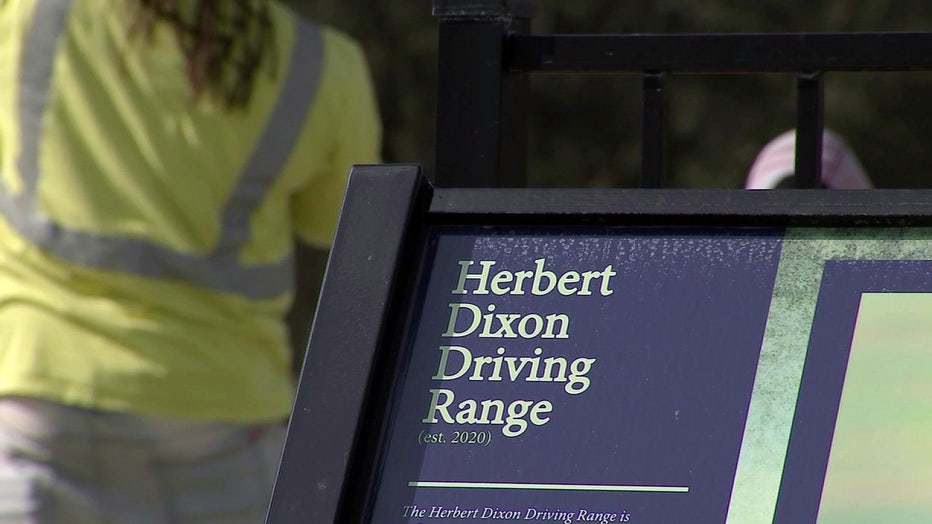 Herbert
Dixon
Driving
Range
(est. 2020)
The Herbert Dixon Driving Range is